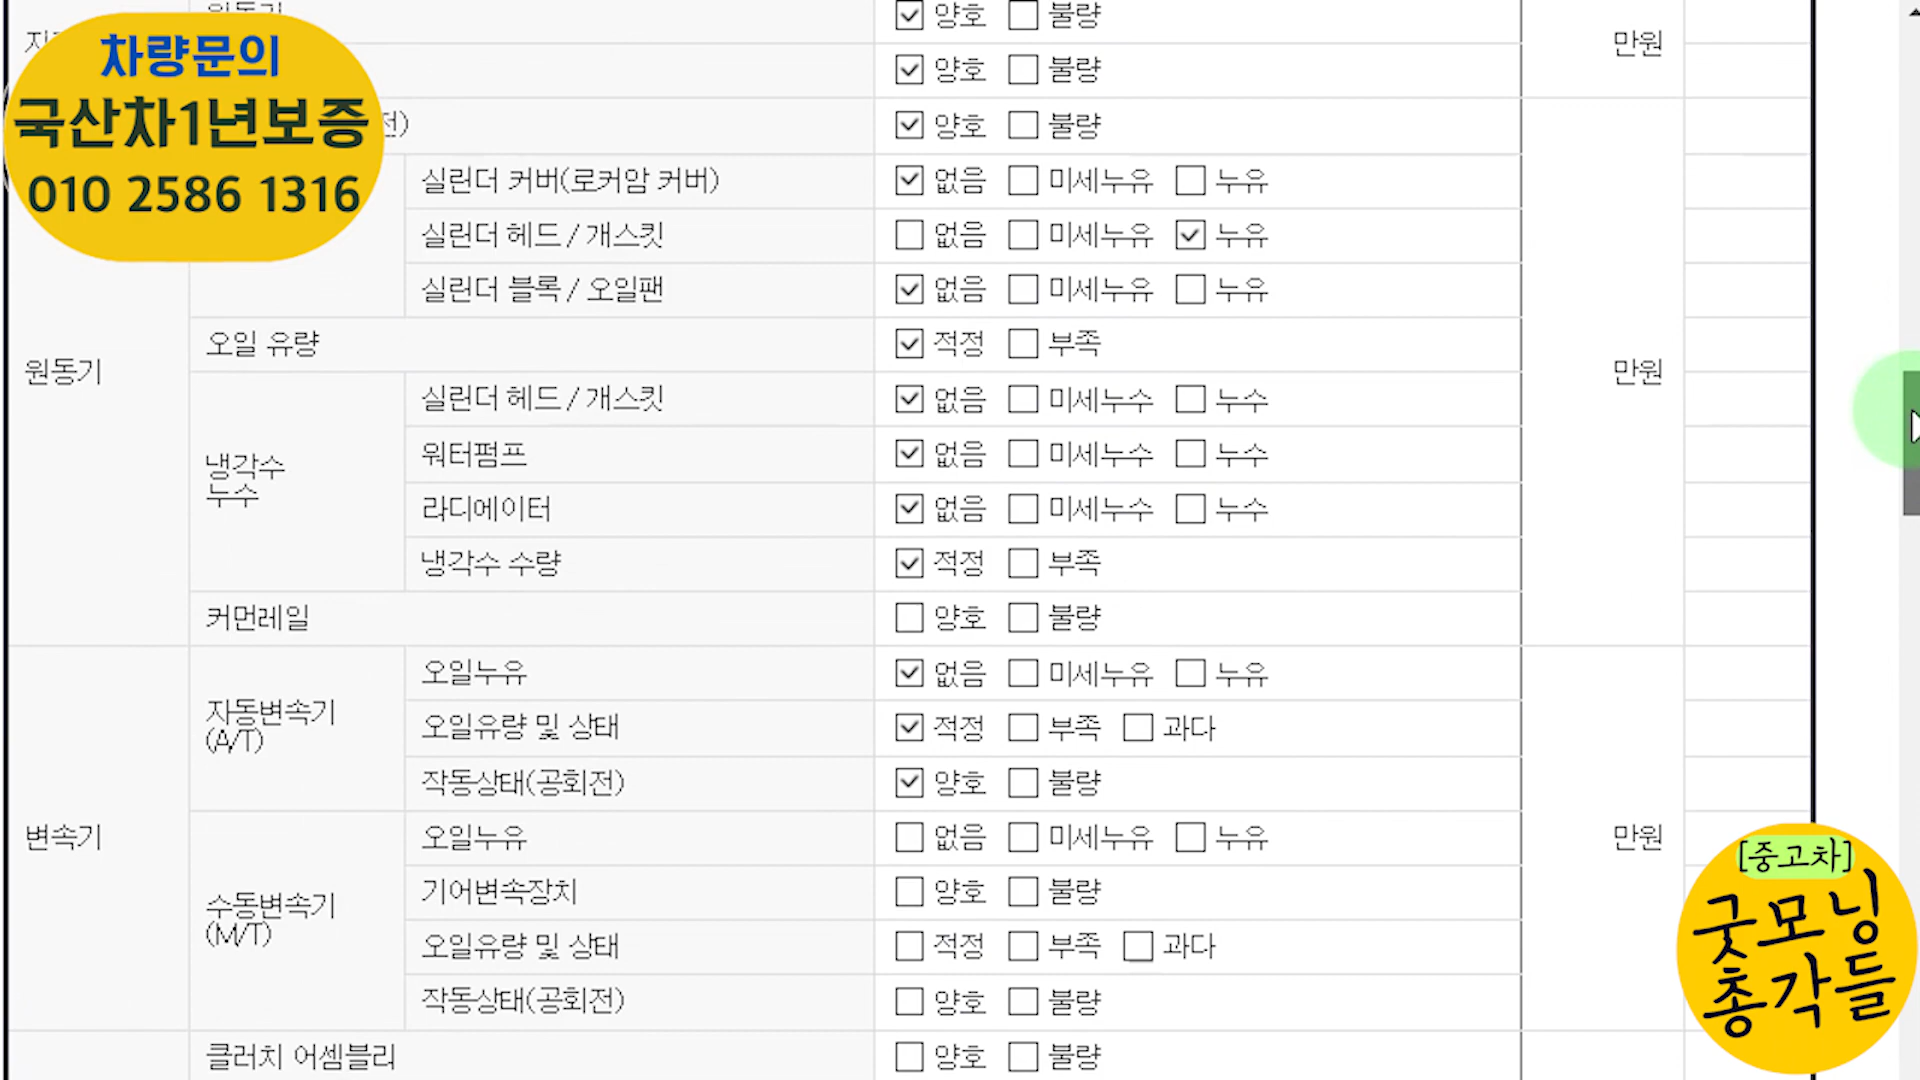 양호 불량
만원
양호 불량
차량문의
국산차1년보증
010 2586 1316
전) 양호 불량
실린더 커버(로커암 커버) 없음 미세누유 누유
실린더 헤드 / 개스킷 없음 미세누유 누유
실린더 블록 / 오일팬 없음 미세누유 누유
오일 유량 적정 부족
원동기
만원
실린더 헤드 / 개스킷 없음 미세누수 누수
냉각수
누수
워터펌프 없음 미세누수 누수
라디에이터 없음 미세누수 누수
냉각수 수량 적정 부족
커먼레일 양호 불량
자동변속기
(A/T)
오일누유 없음 미세누유 누유
오일유량 및 상태 적정 부족 과다
작동상태(공회전) 양호 불량
변속기
만원
수동변속기
(M/T)
오일누유 없음 미세누유 누유
기어변속장치 양호 불량
오일유량 및 상태 적정 부족 과다
작동상태(공회전) 양호 불량
클러치 어셈블리 양호 불량
[중고차]
굿모닝
총각들